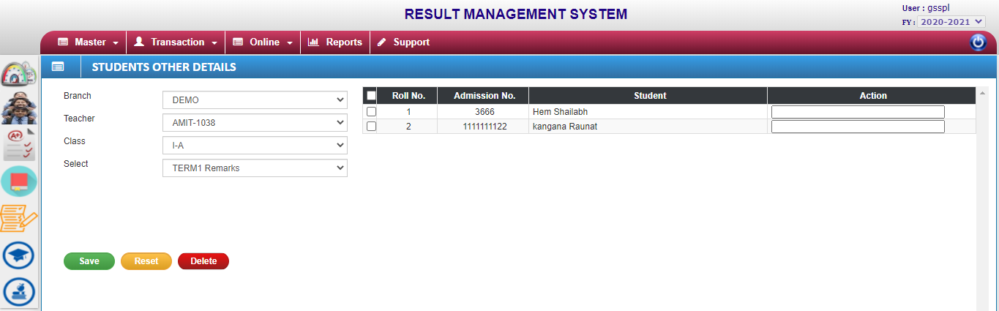 RESULT MANAGEMENT SYSTEM
User : gsspl
FY : 2020-2021
Master Transaction Online Reports Support
STUDENTS OTHER DETAILS
Branch DEMO
Teacher AMIT-1038
Class I-A
Select TERM1 Remarks
Roll No. Admission No. Student Action
1 3666 Hem Shailabh
2 1111111122 kangana Raunat
Save Reset Delete
A+